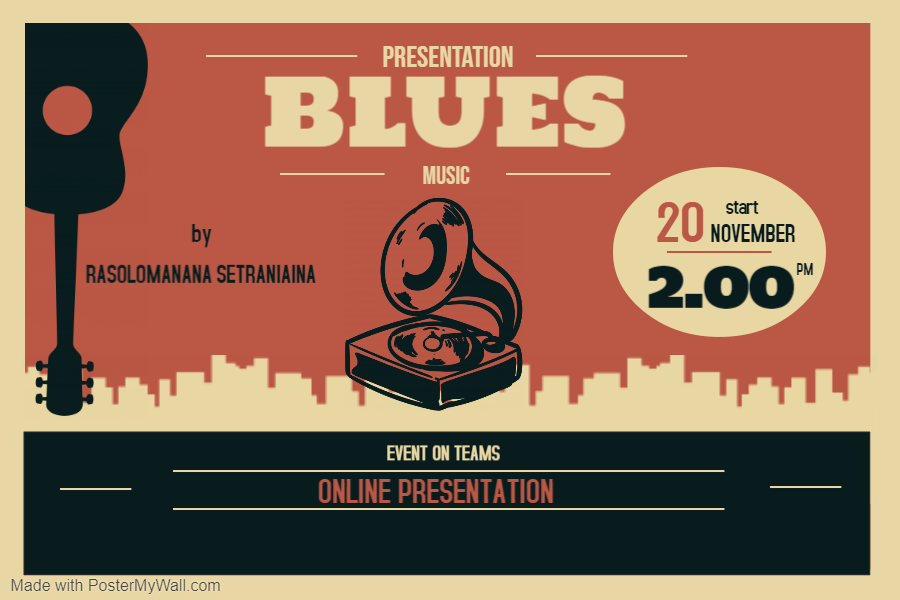 PRESENTATION
BLUES
MUSIC
by
RASOLOMANANA SETRANIAINA
start
20 NOVEMBER
2.00 PM
EVENT ON TEAMS
ONLINE PRESENTATION
Made with PosterMyWall.com